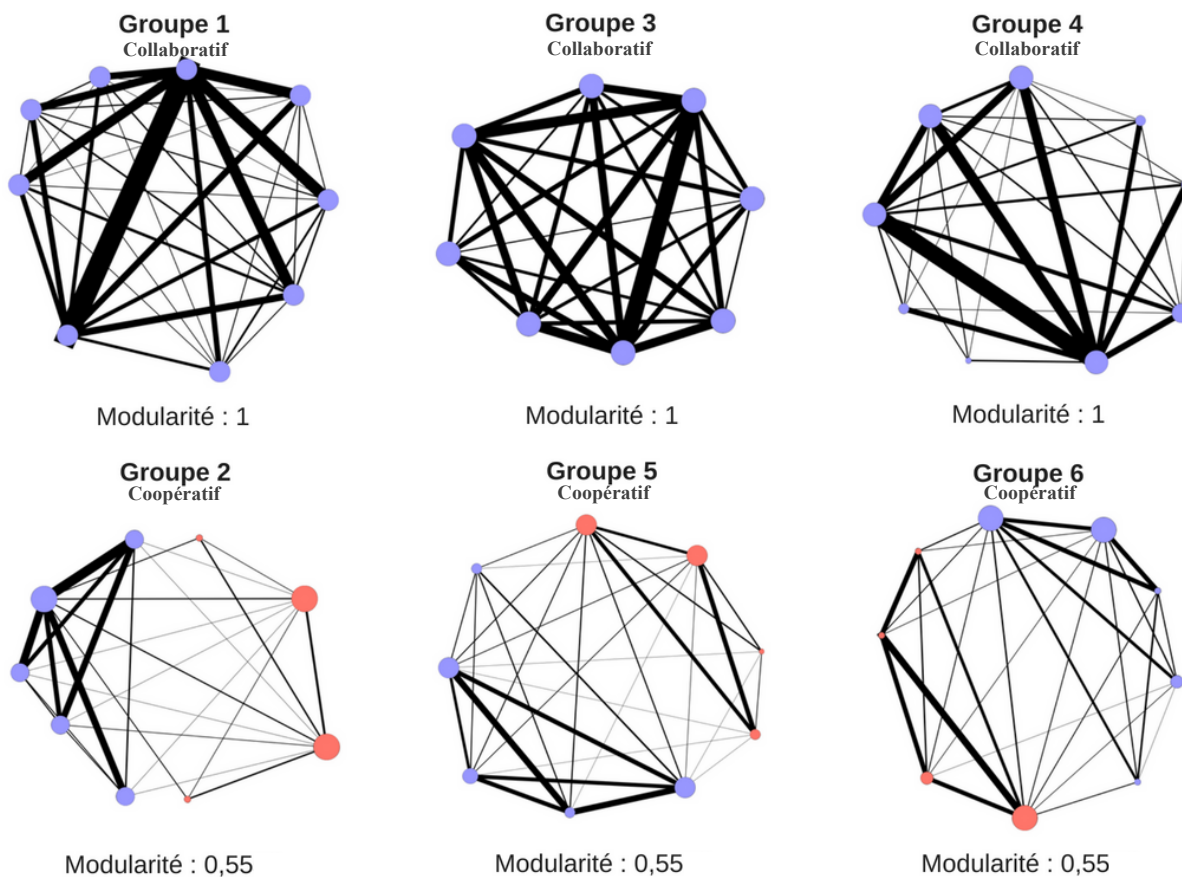 Groupe 1
Collaboratif
Groupe 3
Collaboratif
Groupe 4
Collaboratif
Modularité : 1
Modularité : 1
Modularité : 1
Groupe 2
Coopératif
Groupe 5
Coopératif
Groupe 6
Coopératif
Modularité : 0,55
Modularité : 0,55
Modularité : 0,55